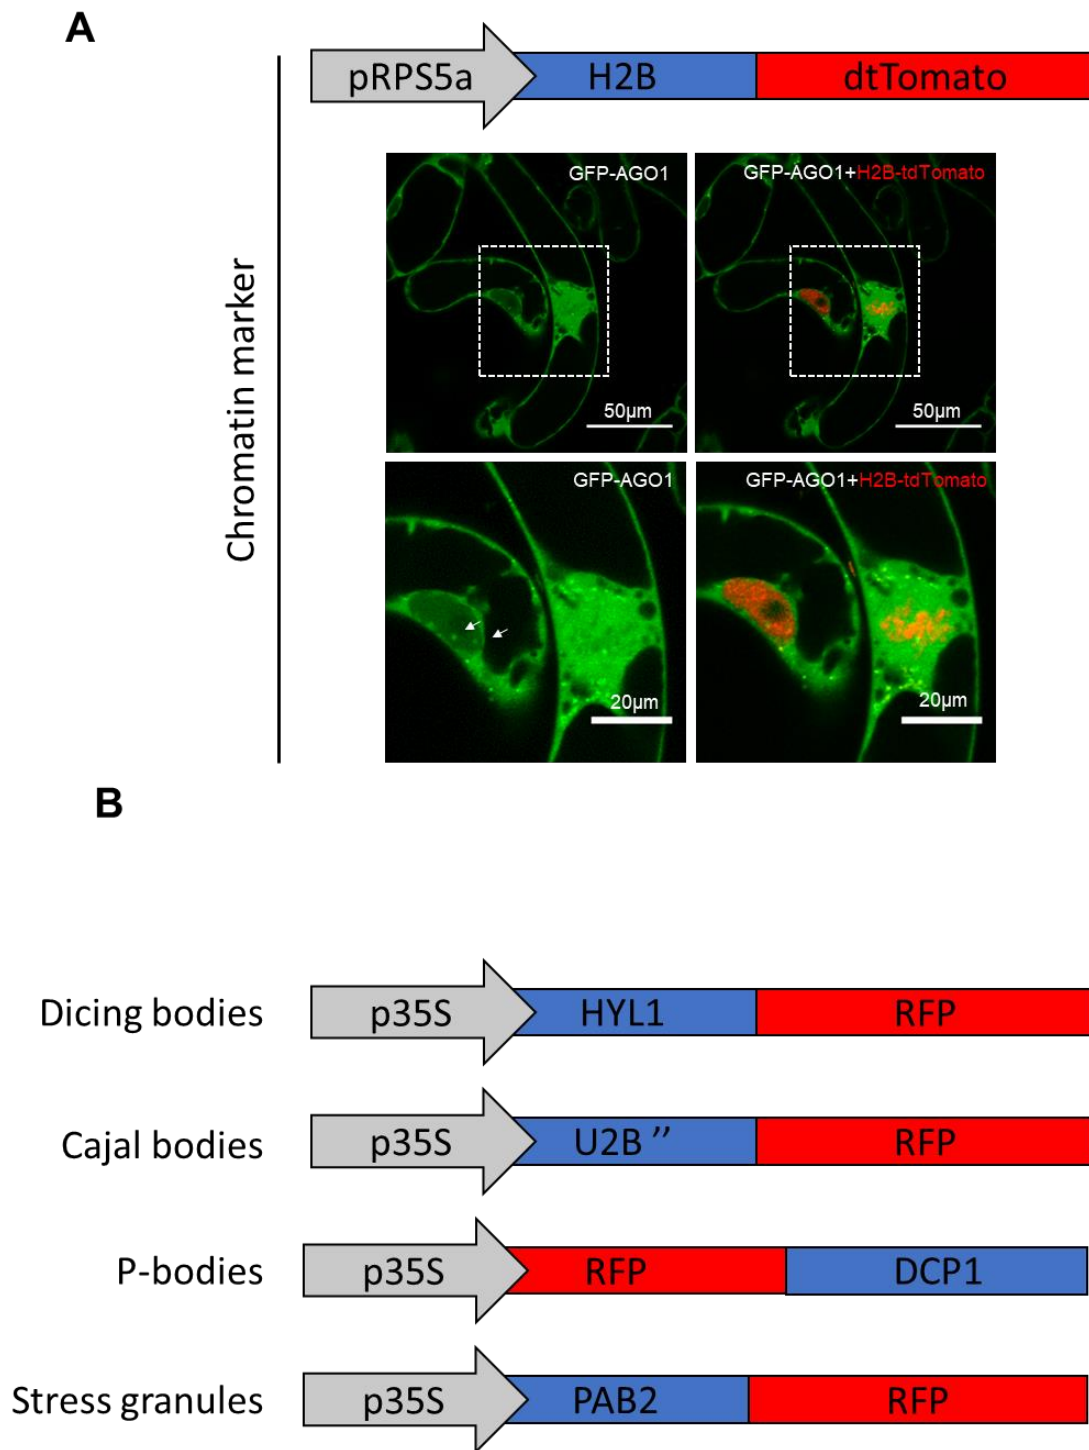 A
pRPS5a H2B dtTomato
Chromatin marker
GFP-AGO1
GFP-AGO1+H2B-tdTomato
50µm
50µm
GFP-AGO1
GFP-AGO1+H2B-tdTomato
20µm
20µm
B
Dicing bodies p35S HYL1 RFP
Cajal bodies p35S U2B ’’ RFP
P-bodies p35S RFP DCP1
Stress granules p35S PAB2 RFP